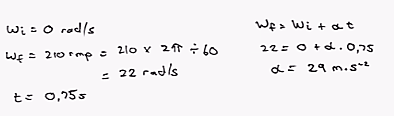 Wi = 0 rad/s
Wf = 210 rmp = 210 x 2π ÷ 60
= 22 rad/s
t = 0,75s
Wf = Wi + αt
22 = 0 + α. 0,75
α = 29 m.s⁻²